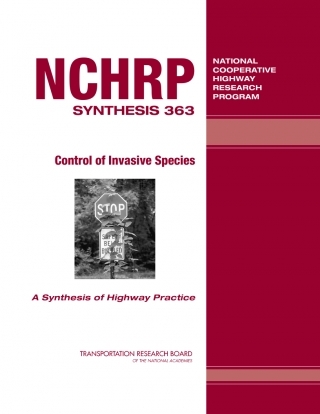 NCHRP
SYNTHESIS 363
NATIONAL
COOPERATIVE
HIGHWAY
RESEARCH
PROGRAM
Control of Invasive Species
STOP
A Synthesis of Highway Practice
TRANSPORTATION RESEARCH BOARD
OF THE NATIONAL ACADEMIES